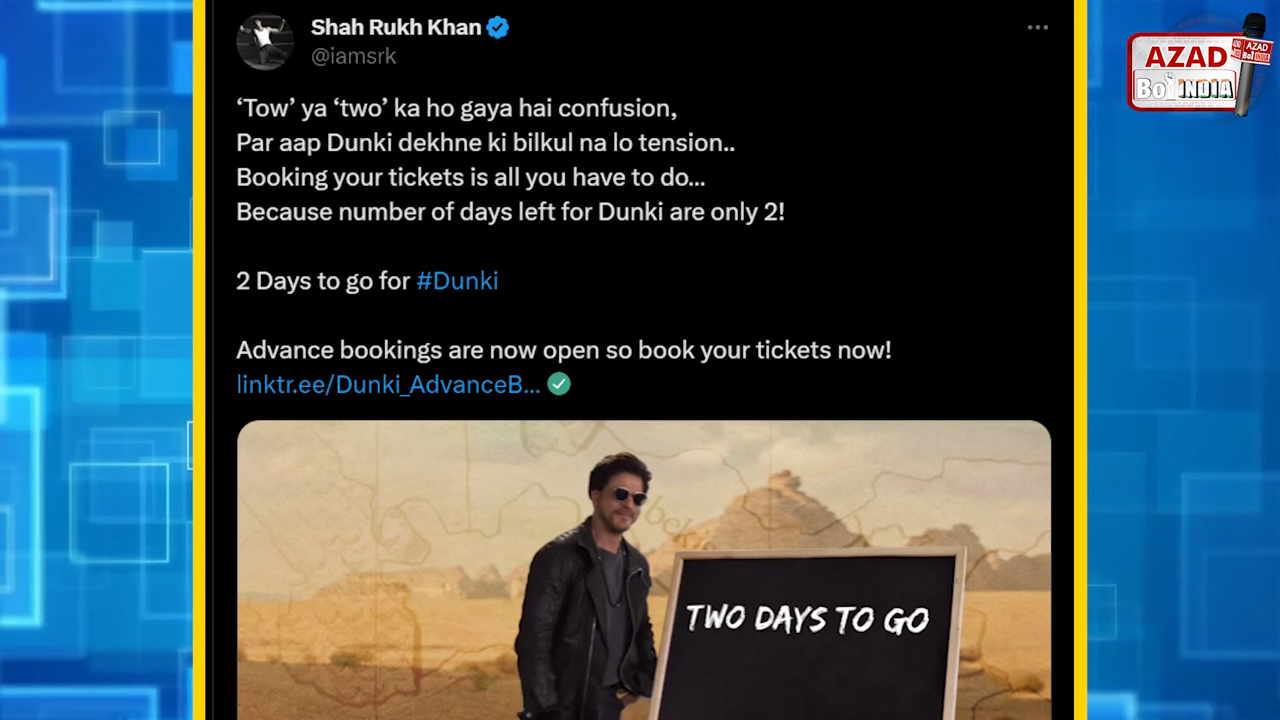 Shah Rukh Khan
@iamsrk
‘Tow’ ya ‘two’ ka ho gaya hai confusion,
Par aap Dunki dekhne ki bilkul na lo tension..
Booking your tickets is all you have to do...
Because number of days left for Dunki are only 2!
2 Days to go for #Dunki
Advance bookings are now open so book your tickets now!
linktr.ee/Dunki_AdvanceB...
TWO DAYS TO GO
AZAD
Bol INDIA
AZAD
Bol INDIA